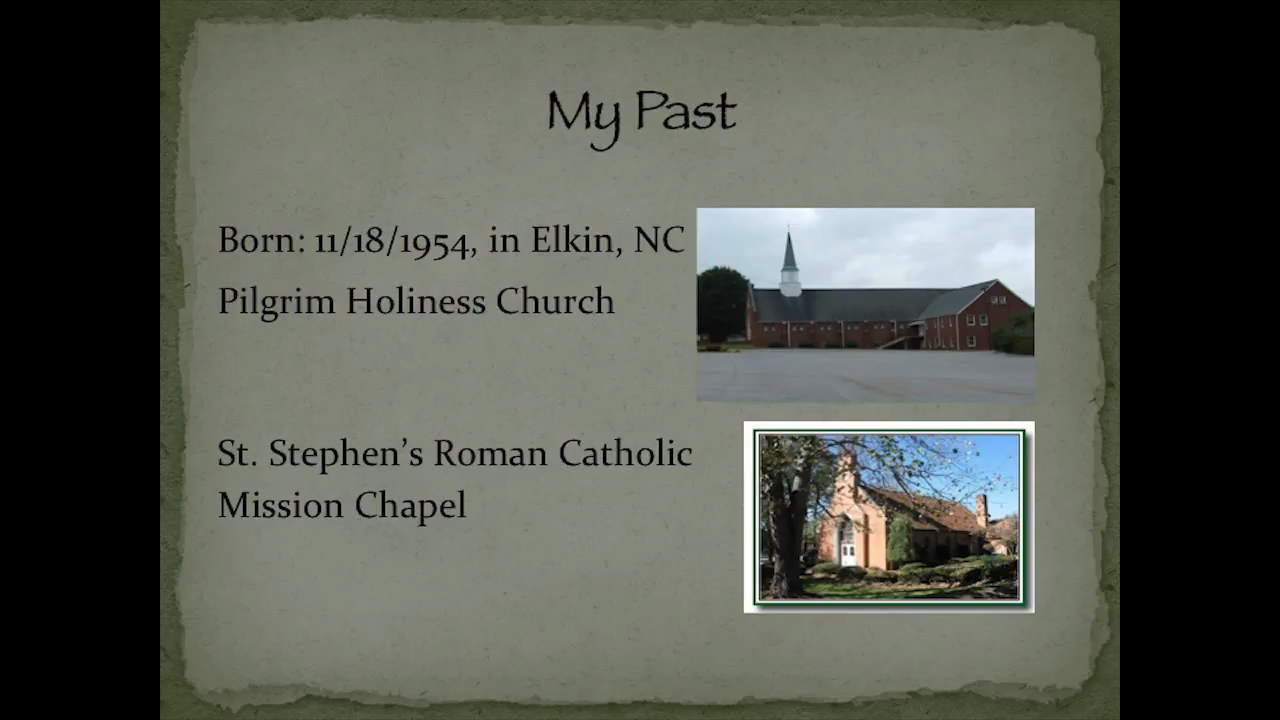 My Past
Born: 11/18/1954, in Elkin, NC
Pilgrim Holiness Church
St. Stephen’s Roman Catholic
Mission Chapel